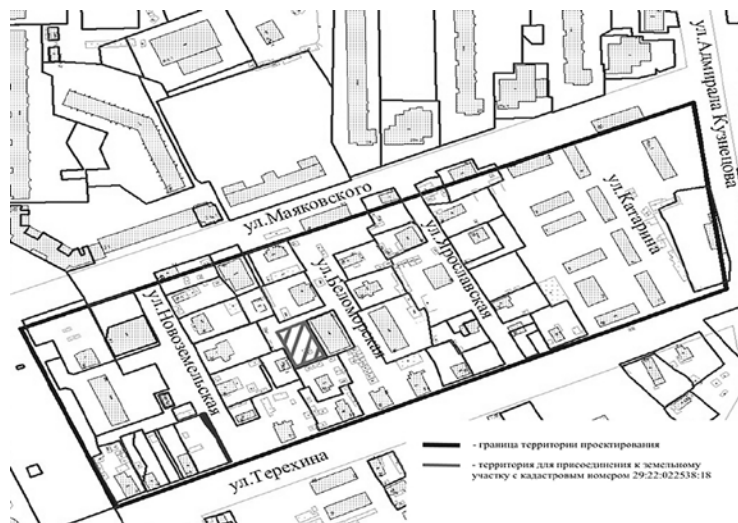 ул.Адмирала Кузнецова
ул.Маяковского
ул.Катарина
ул.Ярославская
ул.Беломорская
ул.Новоземельская
ул.Терехина
- граница территории проектирования
- территория для присоединения к земельному
участку с кадастровым номером 29:22:022538:18